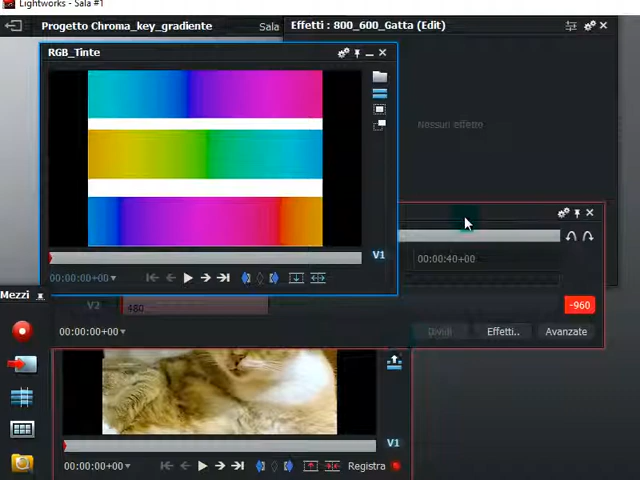 Lightworks - Sala #1
Progetto Chroma_key_gradiente
Sala
Effetti : 800_600_Gatta (Edit)
RGB_Tinte
Nessun effetto
V1
00:00:40+00
00:00:00+00
Mezzi
V2
480
-960
00:00:00+00
Dividi
Effetti..
Avanzate
V1
00:00:00+00
Registra